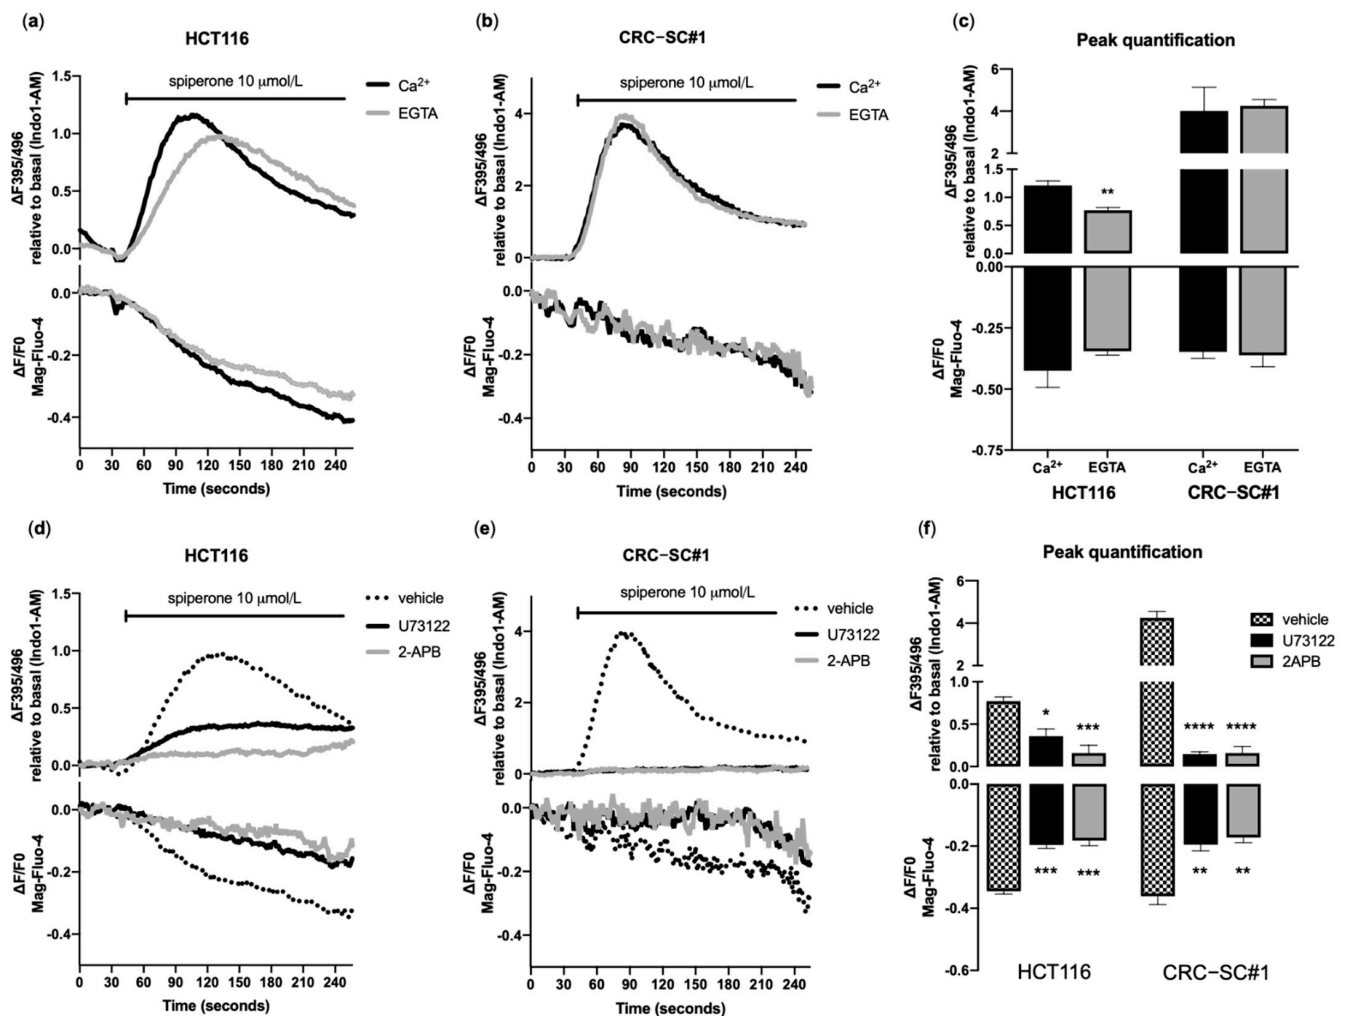 (a)
HCT116
spiperone 10 μmol/L
Ca²⁺
EGTA
ΔF395/496
relative to basal (Indo1-AM)
1.5
1.0
0.5
0.0
ΔF/F0
Mag-Fluo-4
0.0
-0.2
-0.4
0 30 60 90 120 150 180 210 240
Time (seconds)
(b)
CRC−SC#1
spiperone 10 μmol/L
Ca²⁺
EGTA
ΔF395/496
relative to basal (Indo1-AM)
4
2
0
ΔF/F0
Mag-Fluo-4
0.0
-0.2
-0.4
0 30 60 90 120 150 180 210 240
Time (seconds)
(c)
Peak quantification
ΔF395/496
relative to basal (Indo1-AM)
6
4
2
1.5
1.0
0.5
0.0
**
ΔF/F0
Mag-Fluo-4
0.00
-0.25
-0.50
-0.75
Ca²⁺ EGTA Ca²⁺ EGTA
HCT116 CRC−SC#1
(d)
HCT116
spiperone 10 μmol/L
vehicle
U73122
2-APB
ΔF395/496
relative to basal (Indo1-AM)
1.5
1.0
0.5
0.0
ΔF/F0
Mag-Fluo-4
0.0
-0.2
-0.4
0 30 60 90 120 150 180 210 240
Time (seconds)
(e)
CRC−SC#1
spiperone 10 μmol/L
vehicle
U73122
2-APB
ΔF395/496
relative to basal (Indo1-AM)
4
2
0
ΔF/F0
Mag-Fluo-4
0.0
-0.2
-0.4
0 30 60 90 120 150 180 210 240
Time (seconds)
(f)
Peak quantification
vehicle
U73122
2APB
ΔF395/496
relative to basal (Indo1-AM)
6
4
2
1.0
0.5
0.0
* *** **** ****
ΔF/F0
Mag-Fluo-4
0.0
-0.2
-0.4
-0.6
*** *** ** **
HCT116 CRC−SC#1